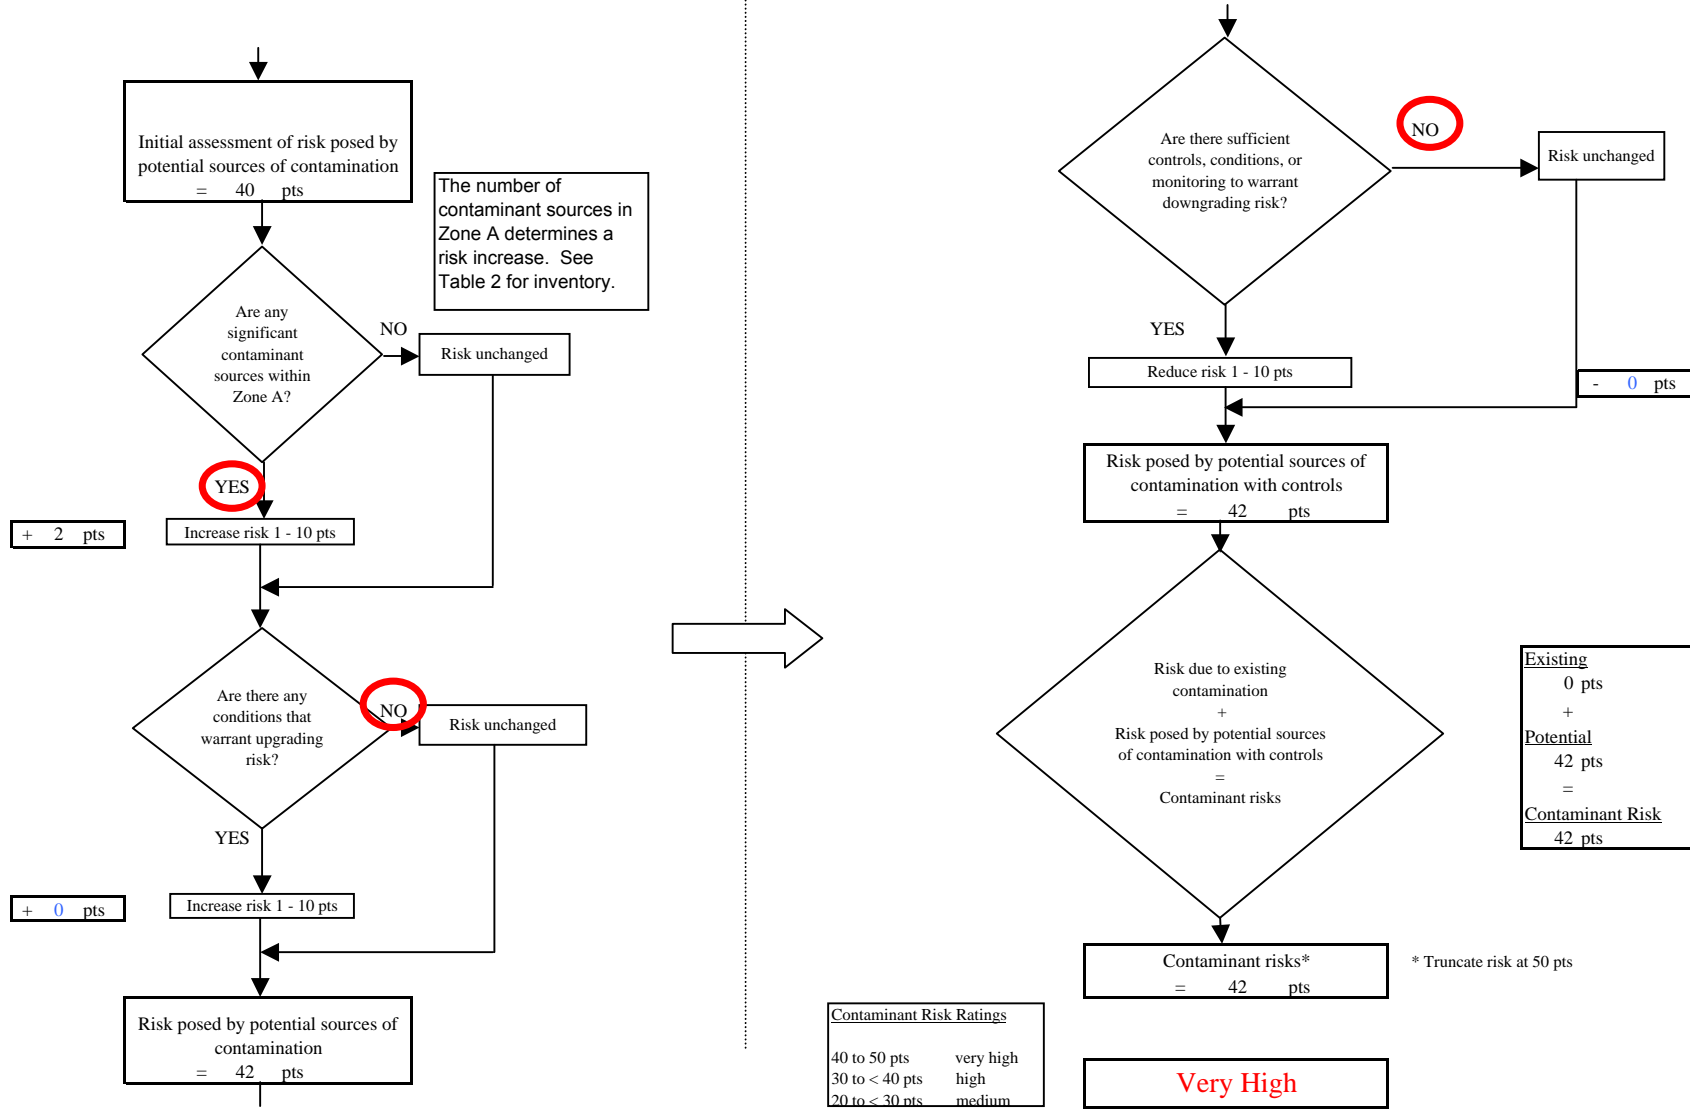 Initial assessment of risk posed by
potential sources of contamination
= 40 pts
The number of
contaminant sources in
Zone A determines a
risk increase. See
Table 2 for inventory.
Are any
significant
contaminant
sources within
Zone A?
NO
Risk unchanged
YES
+ 2 pts
Increase risk 1 - 10 pts
Are there any
conditions that
warrant upgrading
risk?
NO
Risk unchanged
YES
+ 0 pts
Increase risk 1 - 10 pts
Risk posed by potential sources of
contamination
= 42 pts
Are there sufficient
controls, conditions, or
monitoring to warrant
downgrading risk?
NO
Risk unchanged
YES
Reduce risk 1 - 10 pts
- 0 pts
Risk posed by potential sources of
contamination with controls
= 42 pts
Risk due to existing
contamination
+
Risk posed by potential sources
of contamination with controls
=
Contaminant risks
Existing
0 pts
+
Potential
42 pts
=
Contaminant Risk
42 pts
Contaminant risks*
= 42 pts
* Truncate risk at 50 pts
Contaminant Risk Ratings
40 to 50 pts very high
30 to < 40 pts high
20 to < 30 pts medium
Very High